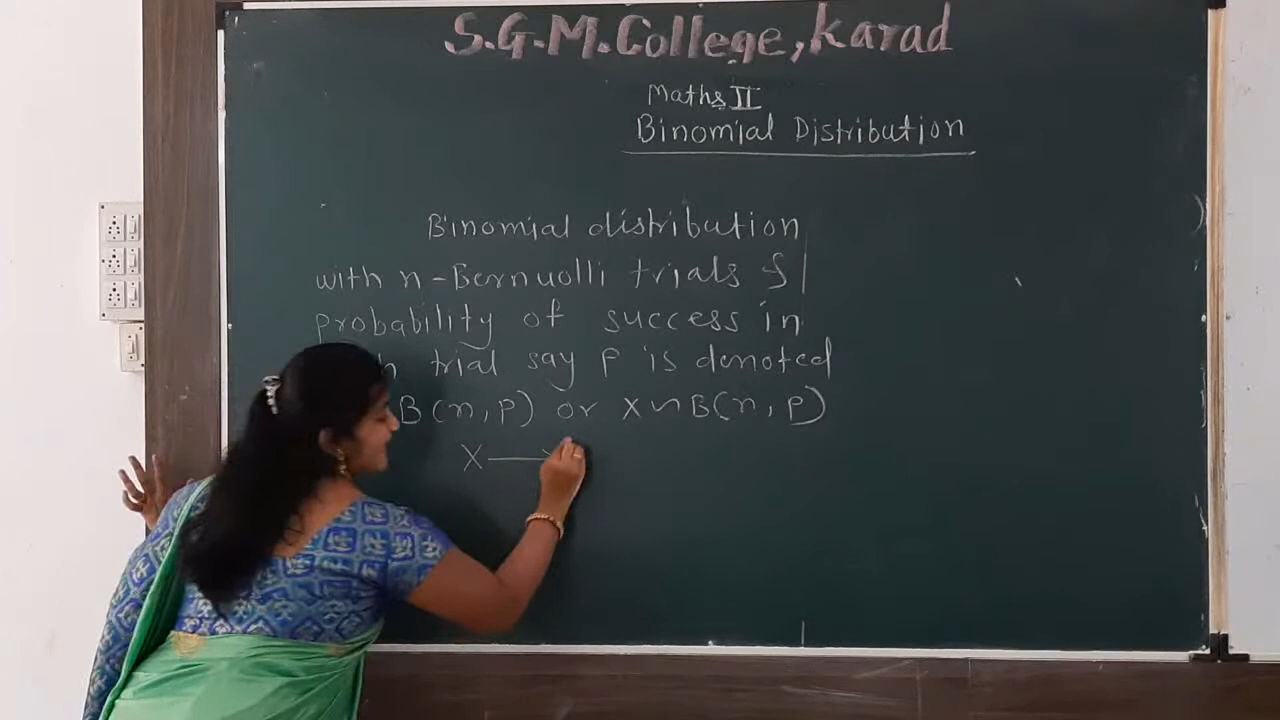 S.G.M.College, Karad
Maths II
Binomial Distribution
Binomial distribution
with n-Bernuolli trials &
probability of success in
trial say p is denoted
B(n, p) or X ~ B(n, p)
X →